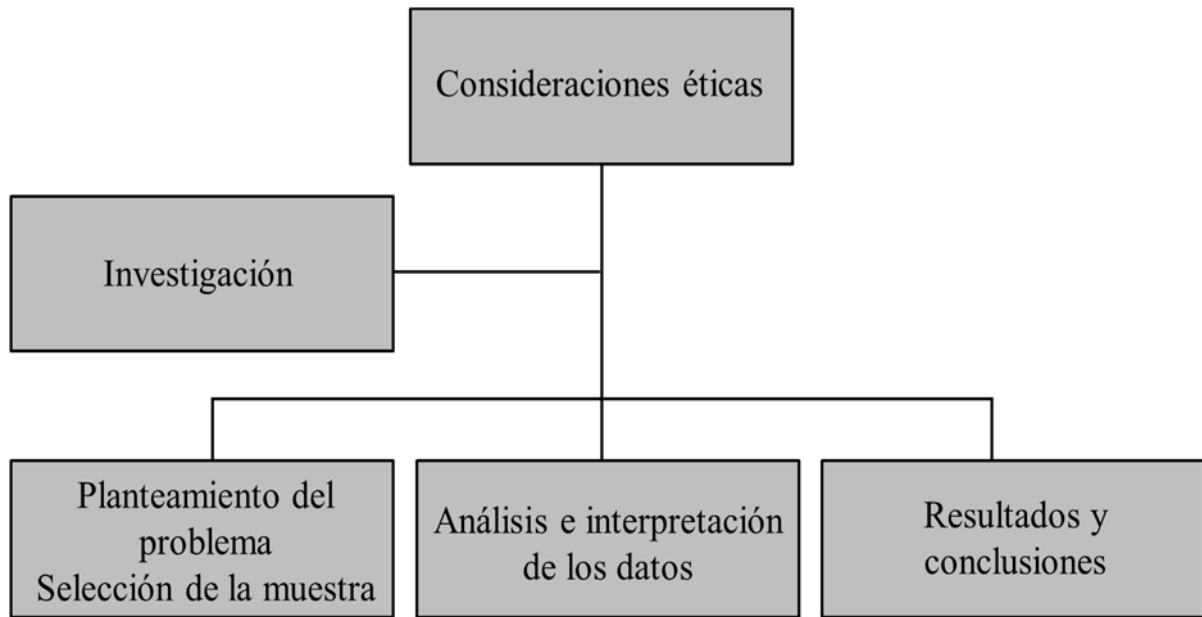 Consideraciones éticas
Investigación
Planteamiento del
problema
Selección de la muestra
Análisis e interpretación
de los datos
Resultados y
conclusiones